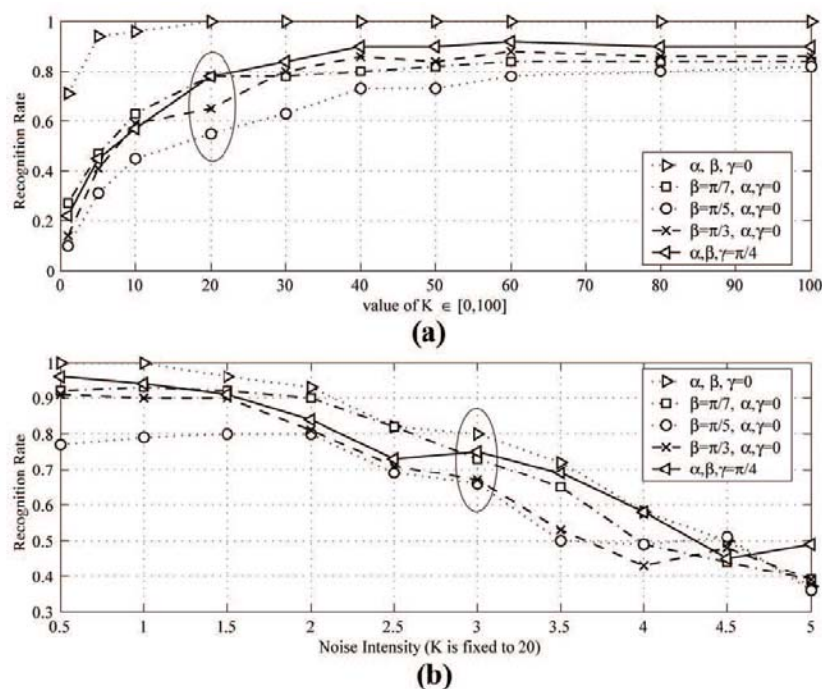 1
0.8
0.6
0.4
0.2
0
Recognition Rate
0 10 20 30 40 50 60 70 80 90 100
value of K ∈ [0,100]
α, β, γ=0
β=π/7, α,γ=0
β=π/5, α,γ=0
β=π/3, α,γ=0
α,β,γ=π/4
(a)
1
0.9
0.8
0.7
0.6
0.5
0.4
0.3
Recognition Rate
0.5 1 1.5 2 2.5 3 3.5 4 4.5 5
Noise Intensity (K is fixed to 20)
α, β, γ=0
β=π/7, α,γ=0
β=π/5, α,γ=0
β=π/3, α,γ=0
α,β,γ=π/4
(b)